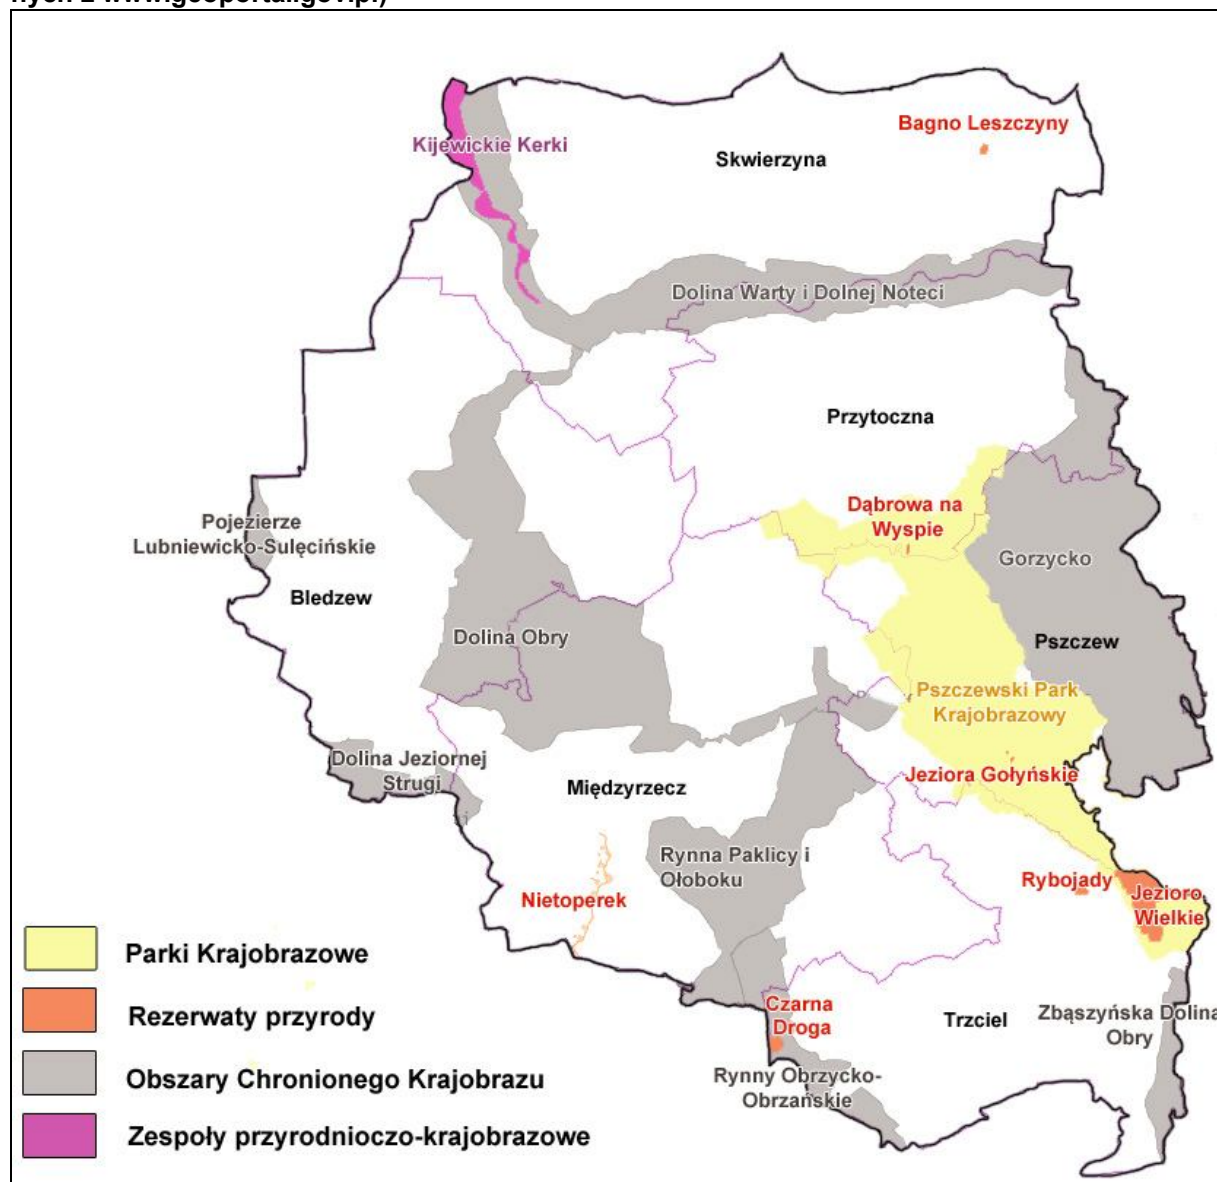 Bagno Leszczyny
Kijewickie Kerki
Skwierzyna
Dolina Warty i Dolnej Noteci
Przytoczna
Dąbrowa na
Wyspie
Pojezierze
Lubniewicko-Sulęcińskie
Gorzycko
Bledzew
Dolina Obry
Pszczew
Pszczewski Park
Krajobrazowy
Dolina Jeziornej
Strugi
Międzyrzecz
Jeziora Gołyńskie
Rynna Paklicy i
Ołoboku
Nietoperek
Rybojady
Jezioro
Wielkie
Czarna
Droga
Trzciel
Zbąszyńska Dolina
Obry
Rynny Obrzycko-
Obrzańskie
Parki Krajobrazowe
Rezerwaty przyrody
Obszary Chronionego Krajobrazu
Zespoły przyrodnioczo-krajobrazowe